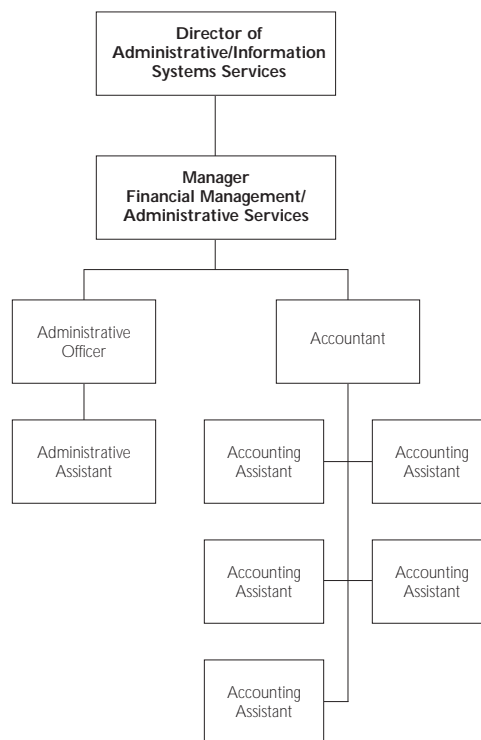 Director of
Administrative/Information
Systems Services
Manager
Financial Management/
Administrative Services
Administrative
Officer
Accountant
Administrative
Assistant
Accounting
Assistant
Accounting
Assistant
Accounting
Assistant
Accounting
Assistant
Accounting
Assistant